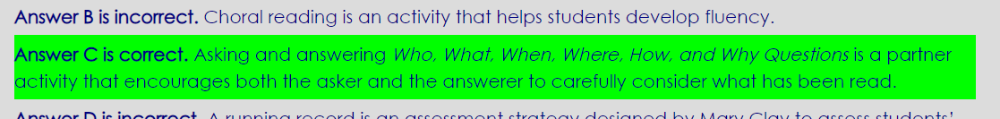 Answer B is incorrect. Choral reading is an activity that helps students develop fluency.
Answer C is correct. Asking and answering Who, What, When, Where, How, and Why Questions is a partner
activity that encourages both the asker and the answerer to carefully consider what has been read.
Answer D is incorrect. A running record is an assessment strategy designed by Mary Clay to assess students'